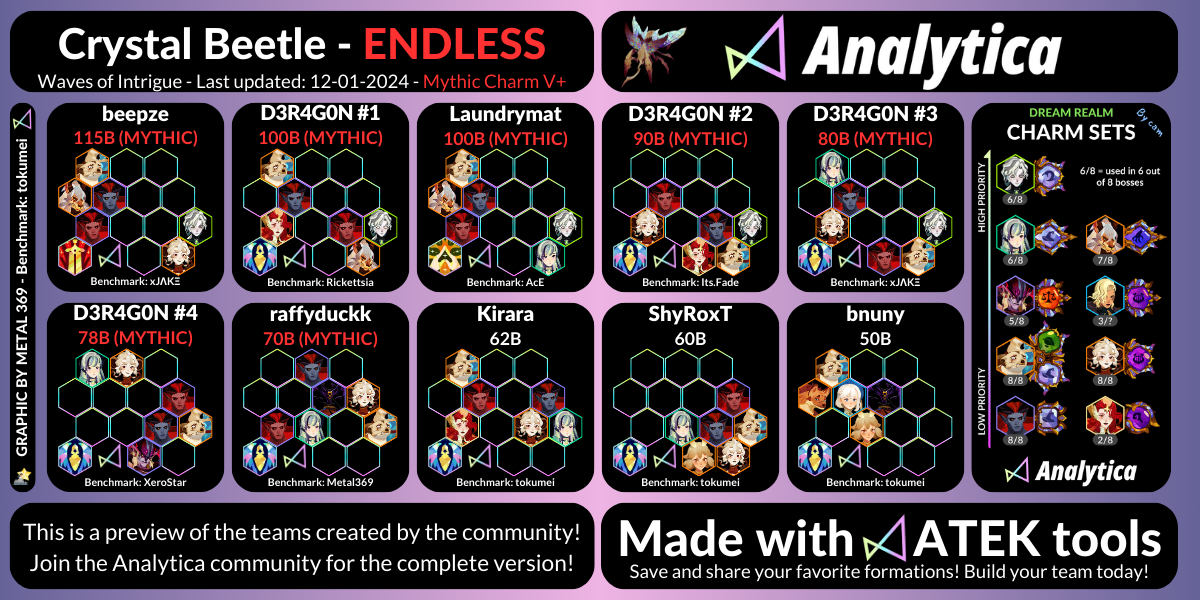 Crystal Beetle - ENDLESS
Waves of Intrigue - Last updated: 12-01-2024 - Mythic Charm V+
Analytica
GRAPHIC BY METAL 369 - Benchmark: tokumei
beepze
115B (MYTHIC)
Benchmark: xJΛKΞ
D3R4G0N #1
100B (MYTHIC)
Benchmark: Rickettsia
Laundrymat
100B (MYTHIC)
Benchmark: AcE
D3R4G0N #2
90B (MYTHIC)
Benchmark: Its.Fade
D3R4G0N #3
80B (MYTHIC)
Benchmark: xJΛKΞ
D3R4G0N #4
78B (MYTHIC)
Benchmark: XeroStar
raffyduckk
70B (MYTHIC)
Benchmark: Metal369
Kirara
62B
Benchmark: tokumei
ShyRoxT
60B
Benchmark: tokumei
bnuny
50B
Benchmark: tokumei
DREAM REALM
CHARM SETS
By cam
HIGH PRIORITY
LOW PRIORITY
6/8 = used in 6 out
of 8 bosses
6/8
6/8
7/8
5/8
3/?
8/8
8/8
8/8
2/8
Analytica
This is a preview of the teams created by the community!
Join the Analytica community for the complete version!
Made with ATEK tools
Save and share your favorite formations! Build your team today!